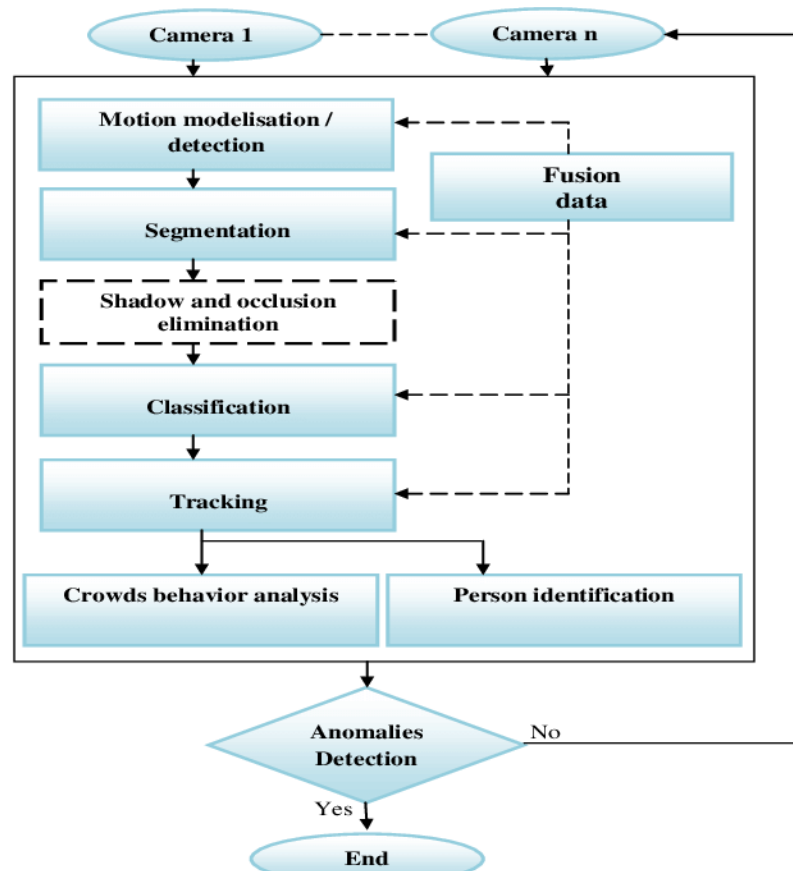 Camera 1
Camera n
Motion modelisation /
detection
Fusion
data
Segmentation
Shadow and occlusion
elimination
Classification
Tracking
Crowds behavior analysis
Person identification
Anomalies
Detection
No
Yes
End